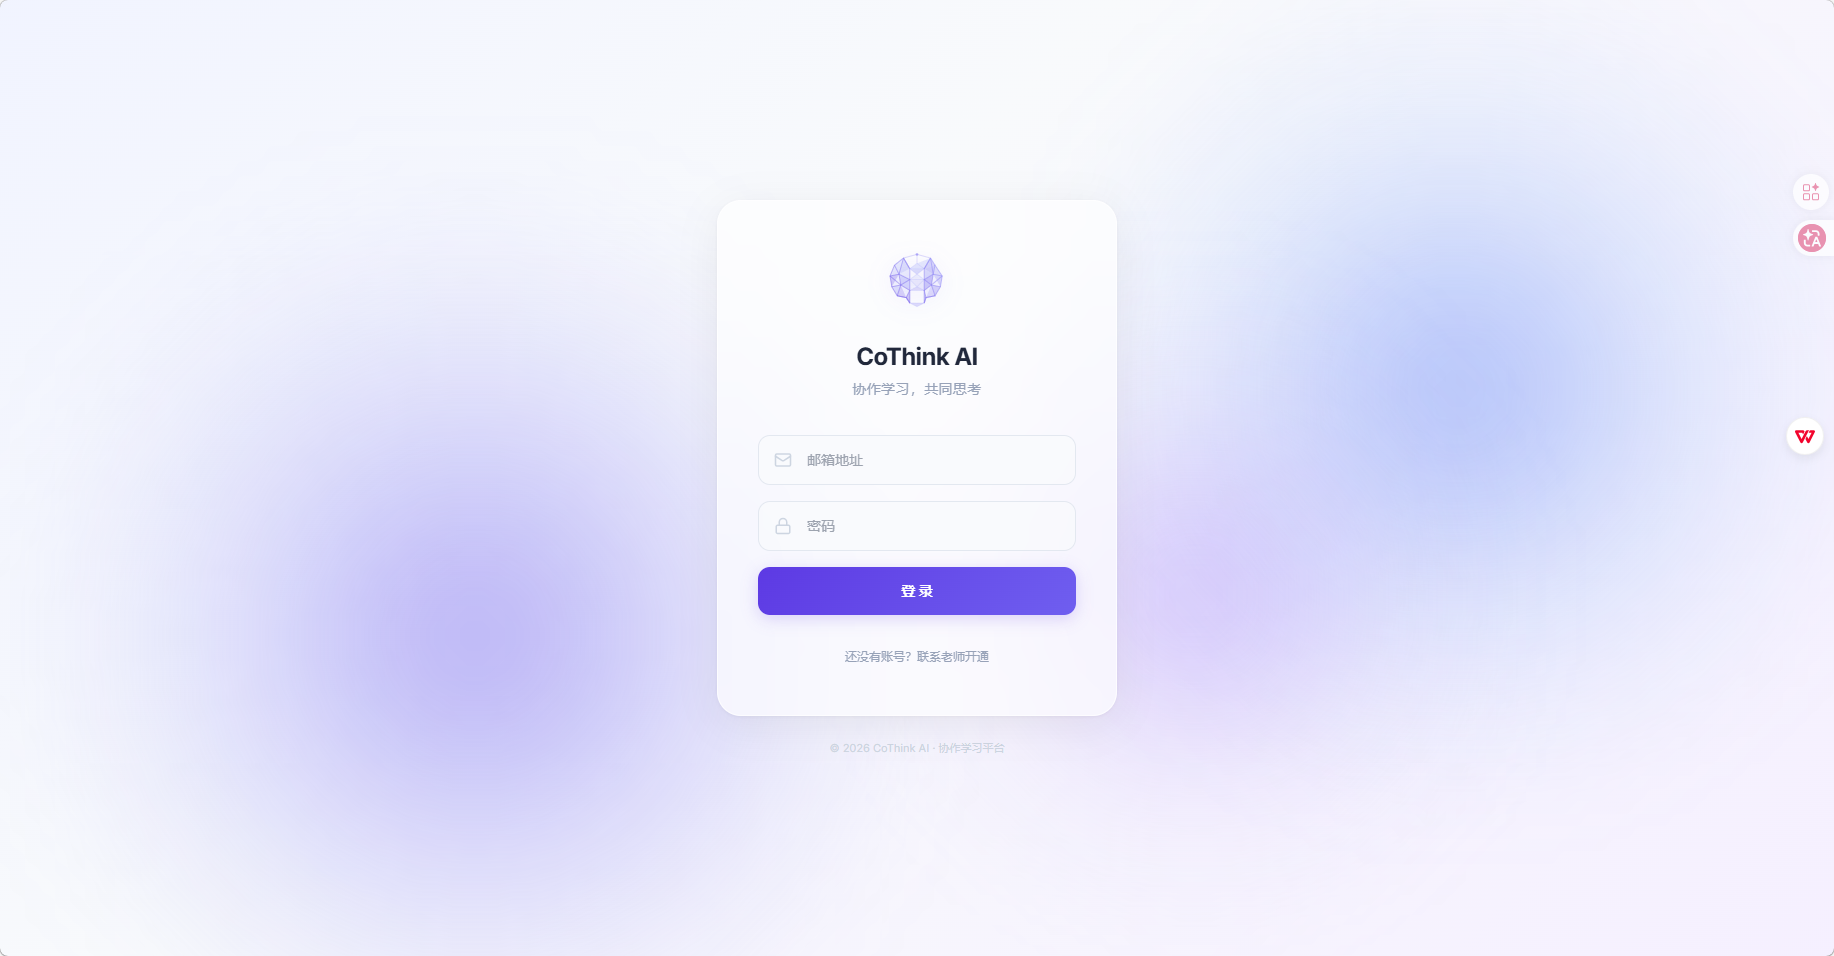 CoThink AI
协作学习，共同思考
邮箱地址
密码
登录
还没有账号？联系老师开通
© 2026 CoThink AI · 协作学习平台